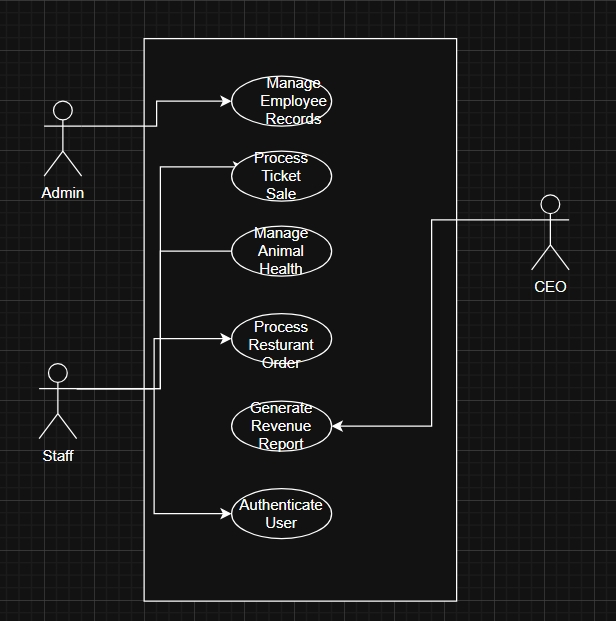 Manage
Employee
Records
Admin
Process
Ticket
Sale
Manage
Animal
Health
CEO
Process
Resturant
Order
Generate
Revenue
Report
Staff
Authenticate
User